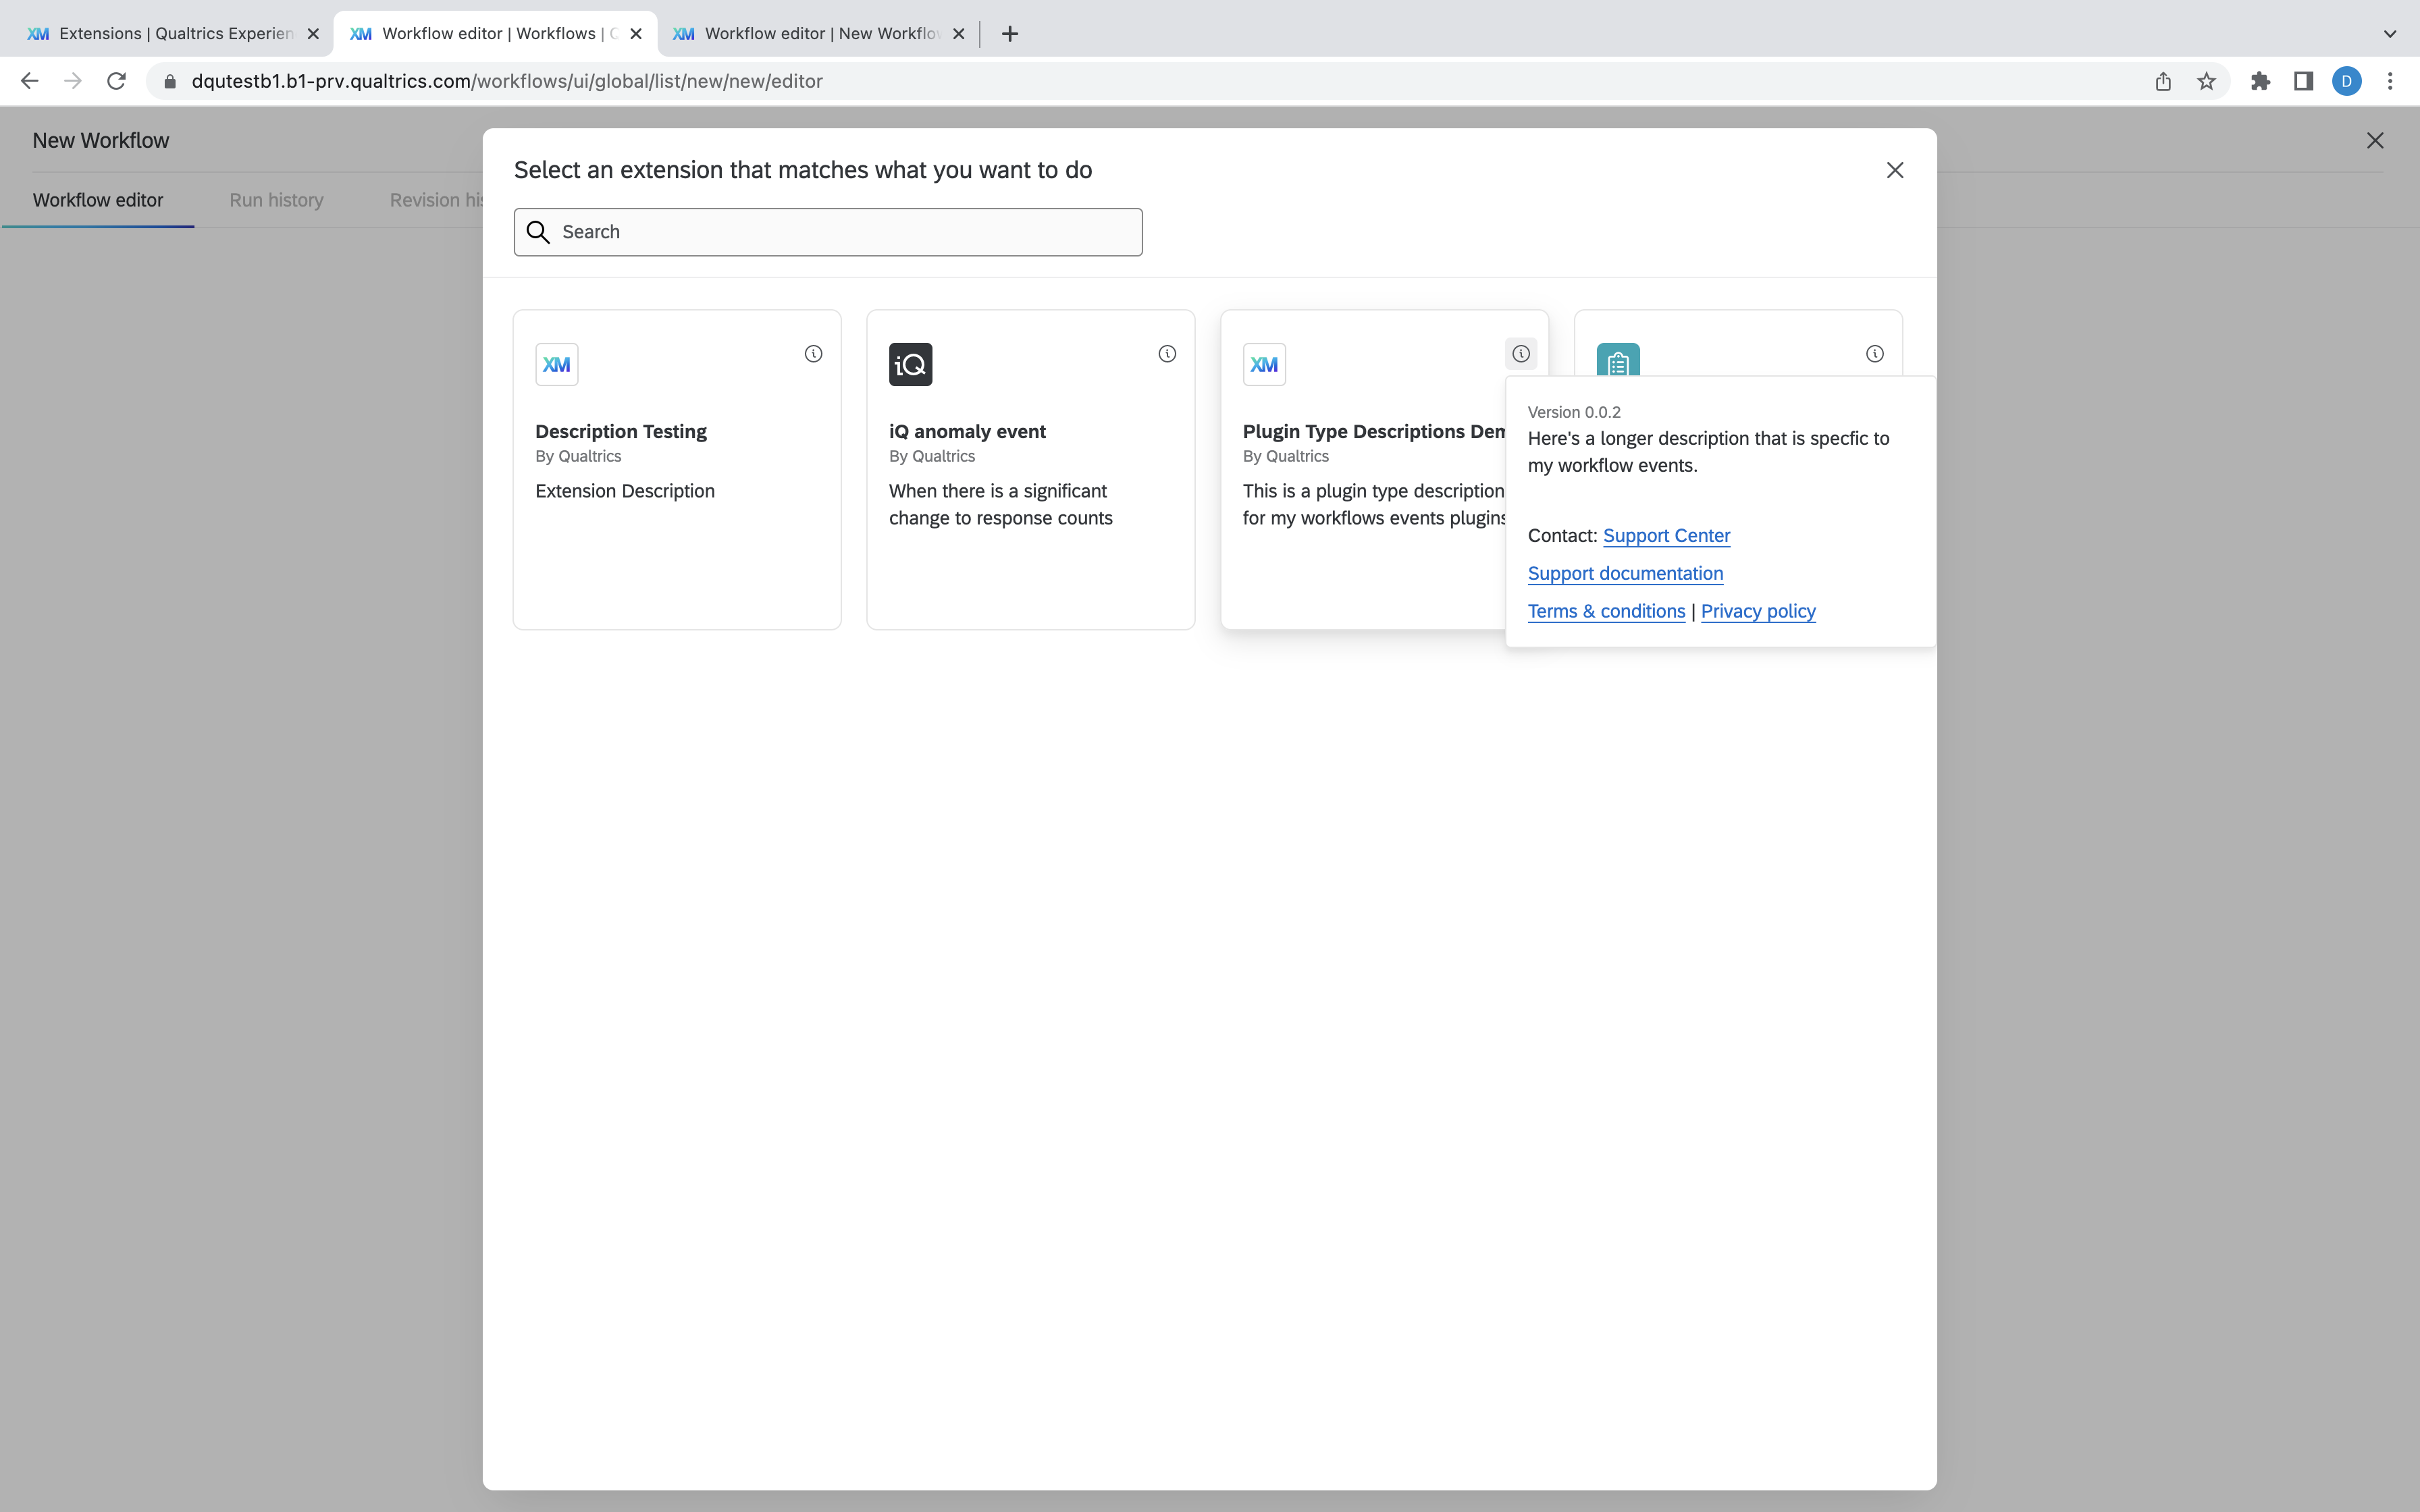 XM Extensions | Qualtrics Experien
XM Workflow editor | Workflows |
XM Workflow editor | New Workflo
dqutestb1.b1-prv.qualtrics.com/workflows/ui/global/list/new/new/editor
D
New Workflow
Workflow editor
Run history
Revision his
Select an extension that matches what you want to do
Search
XM
Description Testing
By Qualtrics
Extension Description
iQ
iQ anomaly event
By Qualtrics
When there is a significant
change to response counts
XM
Plugin Type Descriptions Dem
By Qualtrics
This is a plugin type description
for my workflows events plugins
Version 0.0.2
Here's a longer description that is specfic to
my workflow events.
Contact: Support Center
Support documentation
Terms & conditions | Privacy policy